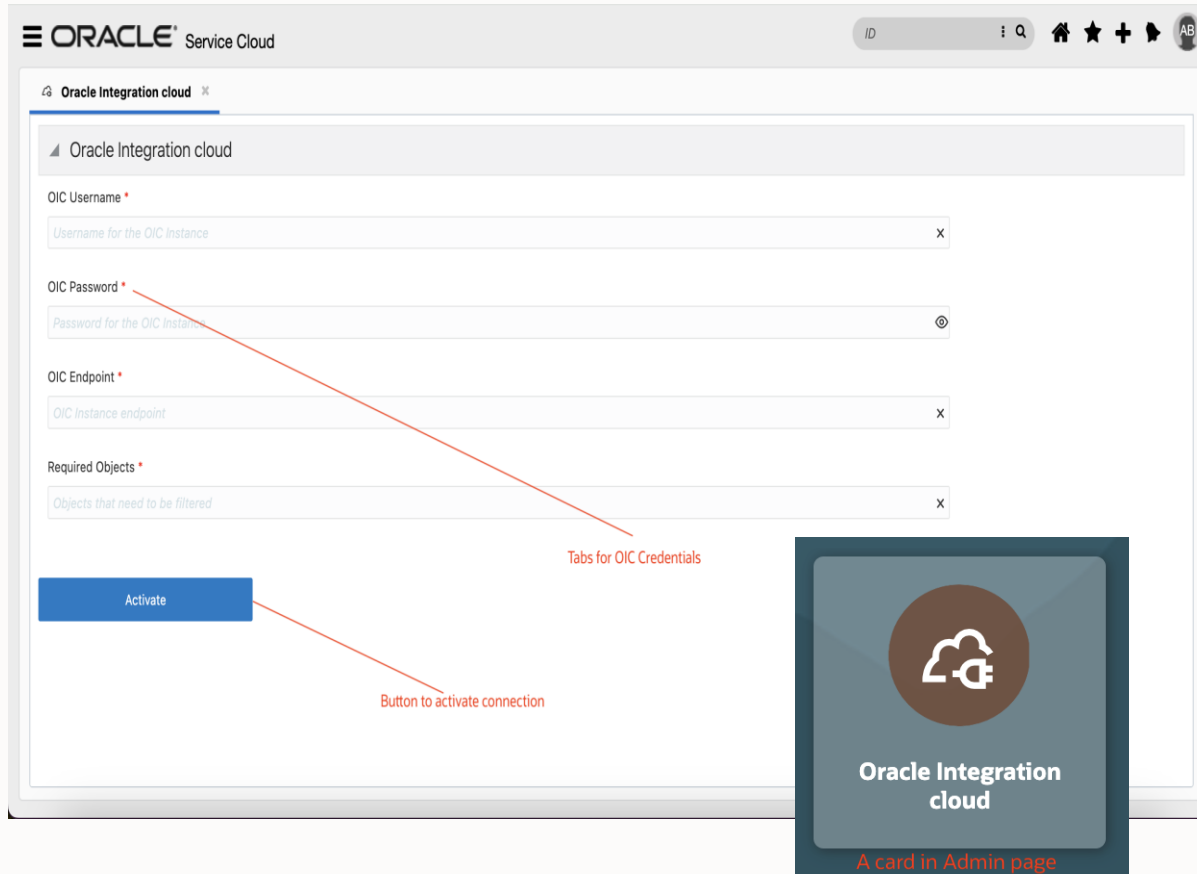 ORACLE Service Cloud
ID
AB
Oracle Integration cloud
Oracle Integration cloud
OIC Username *
Username for the OIC Instance
OIC Password *
Password for the OIC Instance
OIC Endpoint *
OIC Instance endpoint
Required Objects *
Objects that need to be filtered
Tabs for OIC Credentials
Activate
Button to activate connection
Oracle Integration
cloud
A card in Admin page